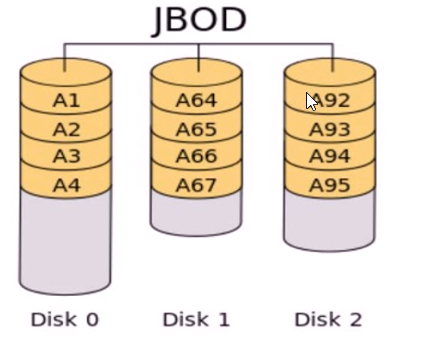 JBOD
A1 A64 A92
A2 A65 A93
A3 A66 A94
A4 A67 A95
Disk 0 Disk 1 Disk 2